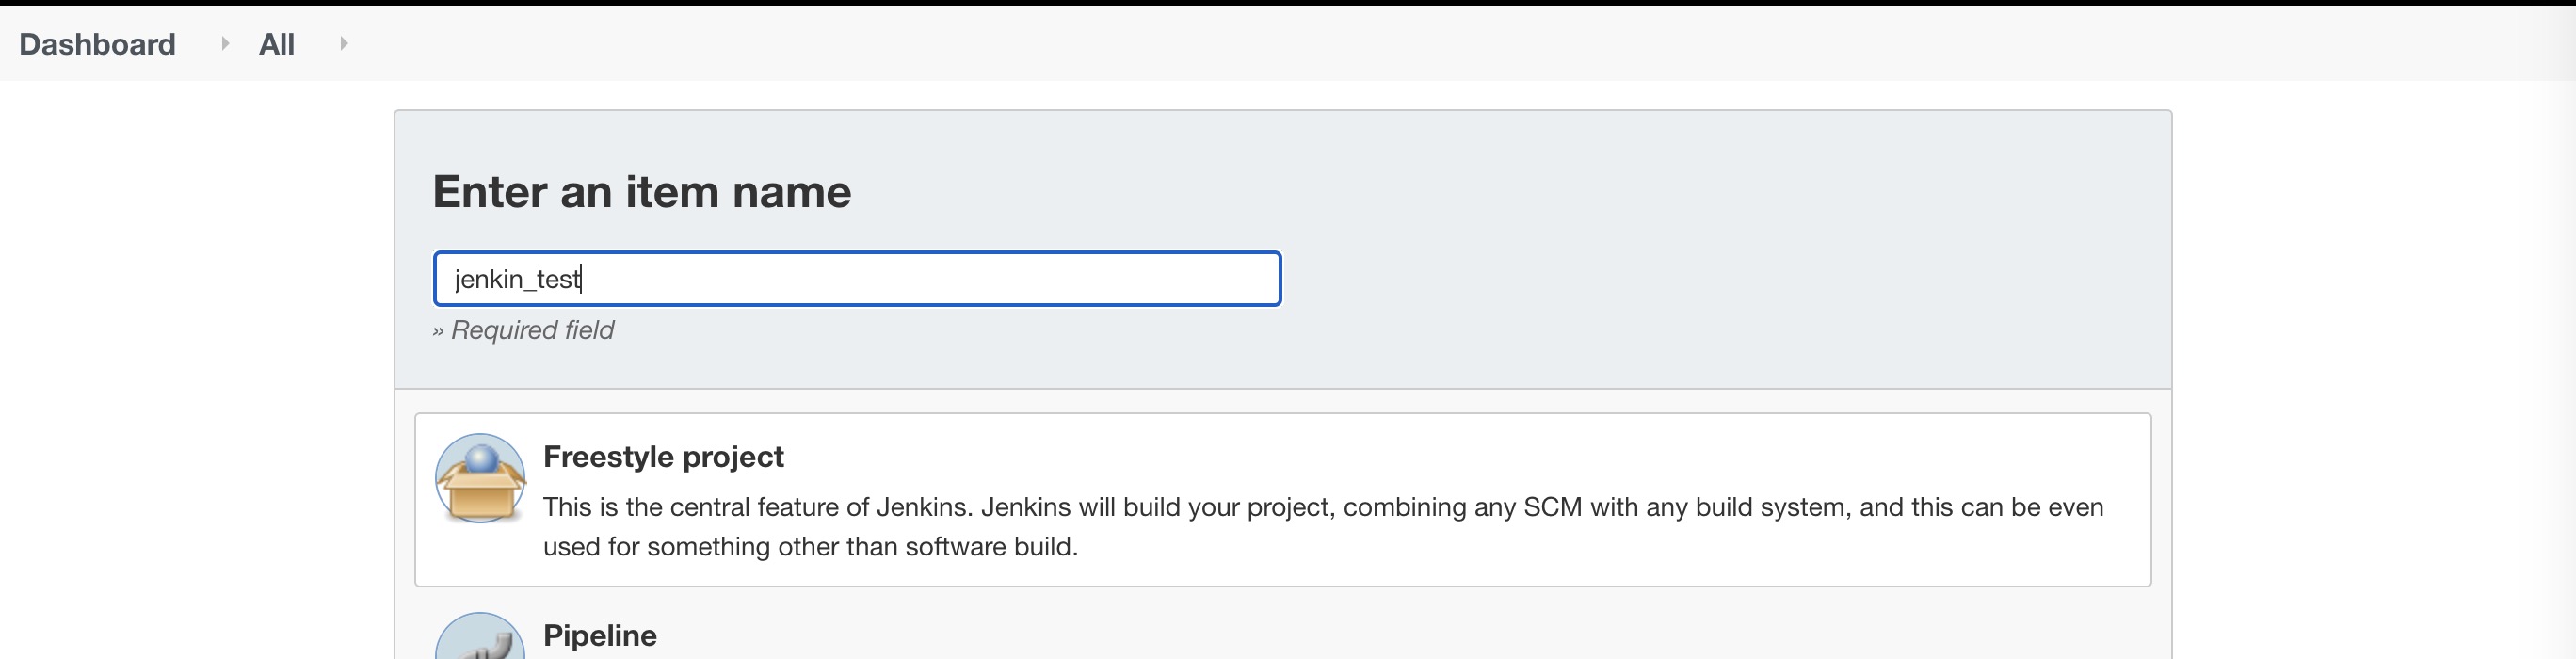 Dashboard All
Enter an item name
jenkin_test
» Required field
Freestyle project
This is the central feature of Jenkins. Jenkins will build your project, combining any SCM with any build system, and this can be even
used for something other than software build.
Pipeline